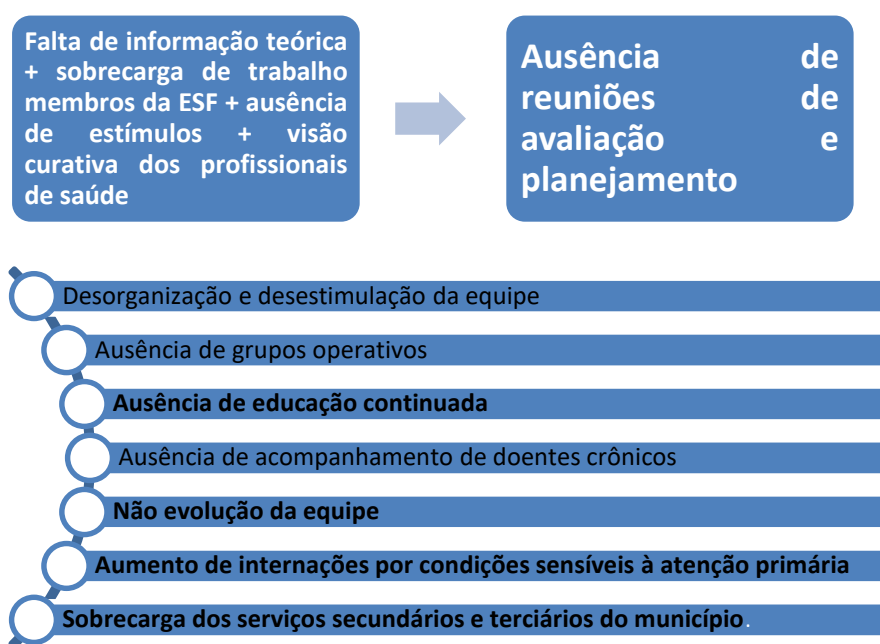 Falta de informação teórica
+ sobrecarga de trabalho
membros da ESF + ausência
de estímulos + visão
curativa dos profissionais
de saúde
Ausência de
reuniões de
avaliação e
planejamento
Desorganização e desestimulação da equipe
Ausência de grupos operativos
Ausência de educação continuada
Ausência de acompanhamento de doentes crônicos
Não evolução da equipe
Aumento de internações por condições sensíveis à atenção primária
Sobrecarga dos serviços secundários e terciários do município.